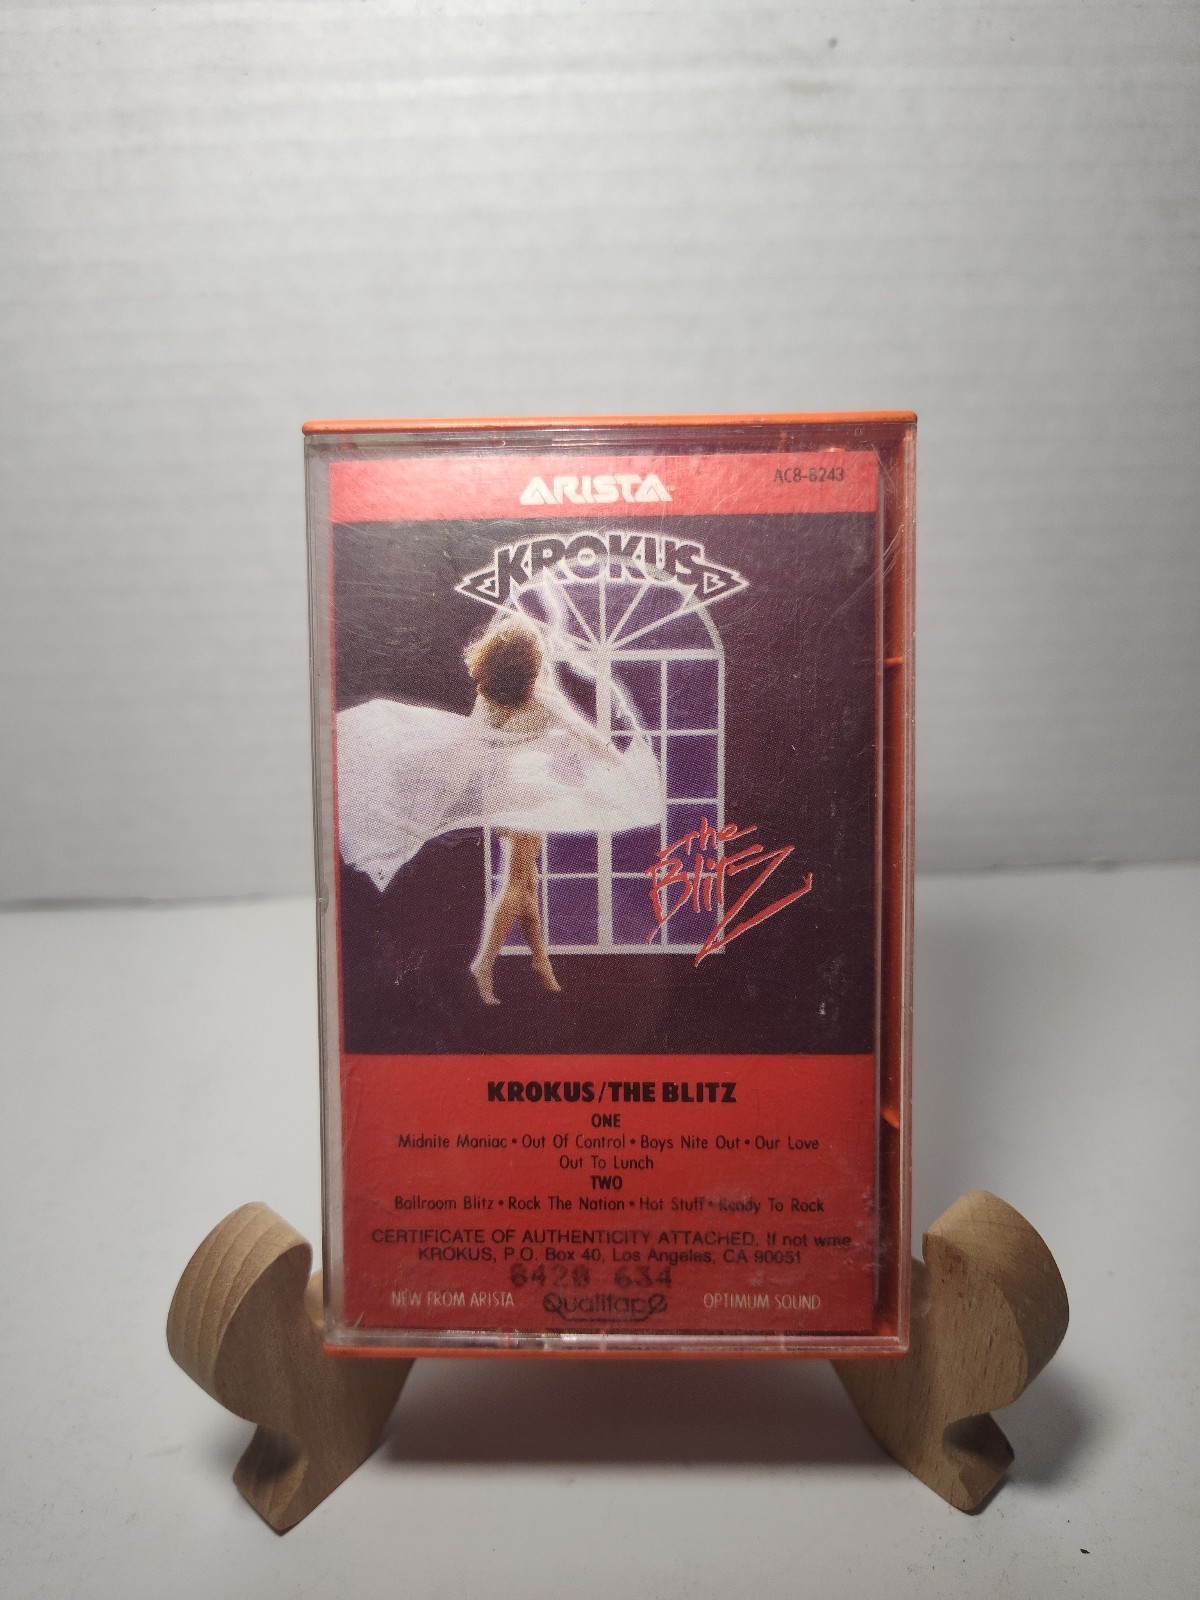 ARISTA
AC8-8243
KROKUS
The Blitz
KROKUS/THE BLITZ
ONE
Midnite Maniac • Out Of Control • Boys Nite Out • Our Love
Out To Lunch
TWO
Ballroom Blitz • Rock The Nation • Hot Stuff • Ready To Rock
CERTIFICATE OF AUTHENTICITY ATTACHED. If not write
KROKUS, P.O. Box 40, Los Angeles, CA 90051
8428 634
NEW FROM ARISTA Qualitape OPTIMUM SOUND